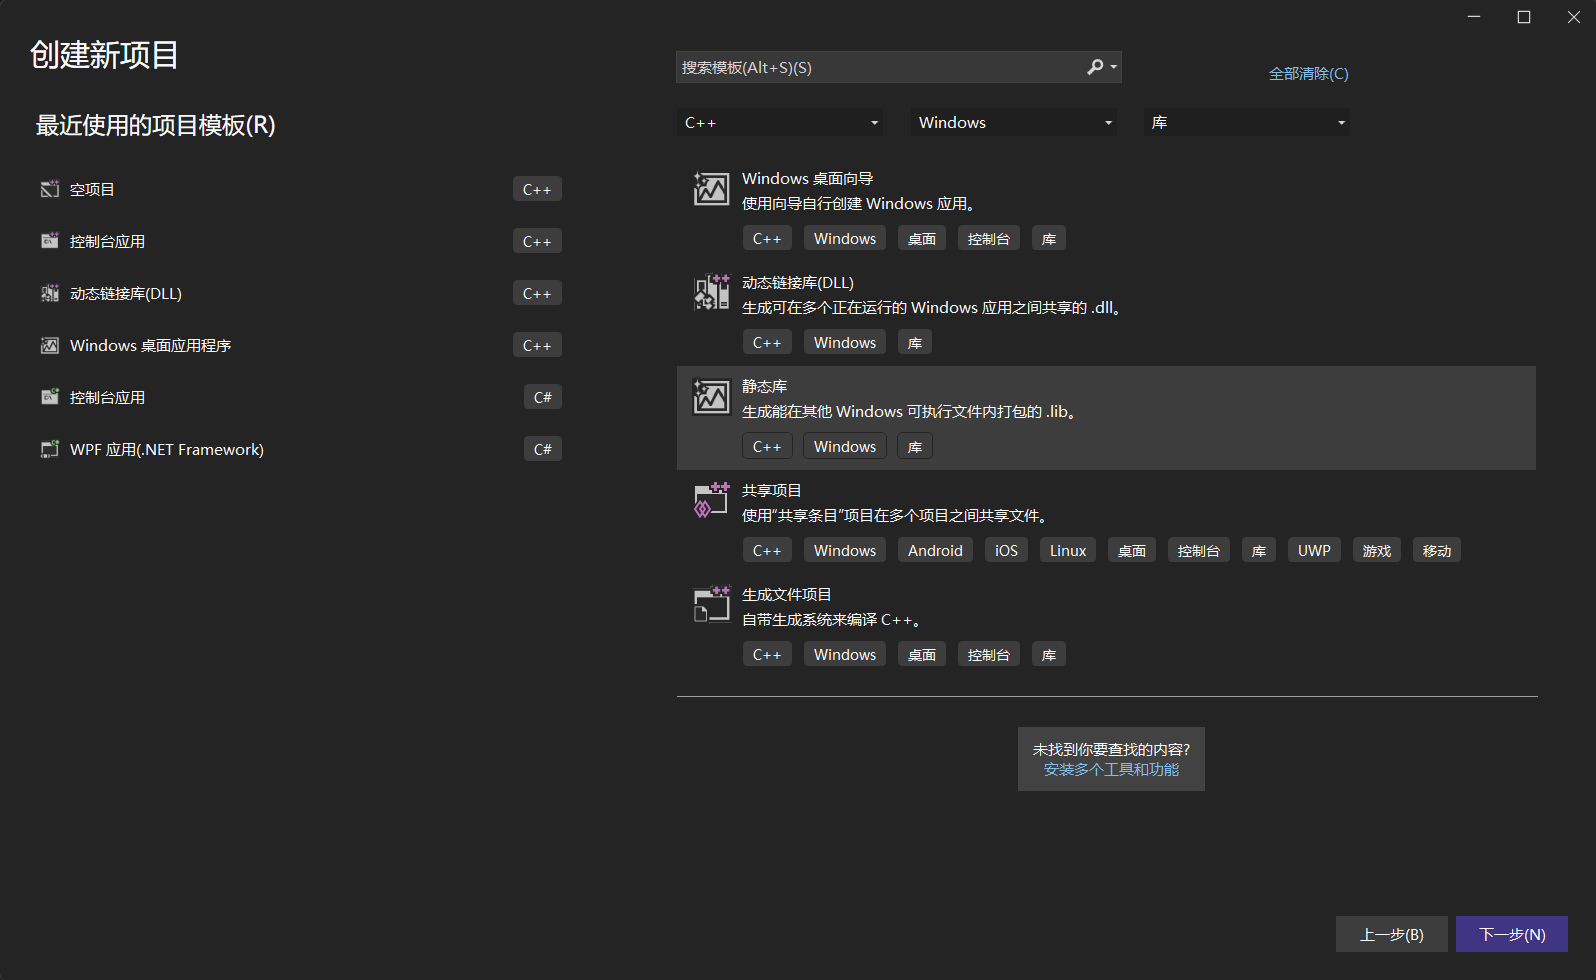 创建新项目
搜索模板(Alt+S)(S)
全部清除(C)
最近使用的项目模板(R)
C++
Windows
库
空项目
C++
控制台应用
C++
动态链接库(DLL)
C++
Windows 桌面应用程序
C++
控制台应用
C#
WPF 应用(.NET Framework)
C#
Windows 桌面向导
使用向导自行创建 Windows 应用。
C++ Windows 桌面 控制台 库
动态链接库(DLL)
生成可在多个正在运行的 Windows 应用之间共享的 .dll。
C++ Windows 库
静态库
生成能在其他 Windows 可执行文件内打包的 .lib。
C++ Windows 库
共享项目
使用“共享条目”项目在多个项目之间共享文件。
C++ Windows Android iOS Linux 桌面 控制台 库 UWP 游戏 移动
生成文件项目
自带生成系统来编译 C++。
C++ Windows 桌面 控制台 库
未找到你要查找的内容?
安装多个工具和功能
上一步(B)
下一步(N)